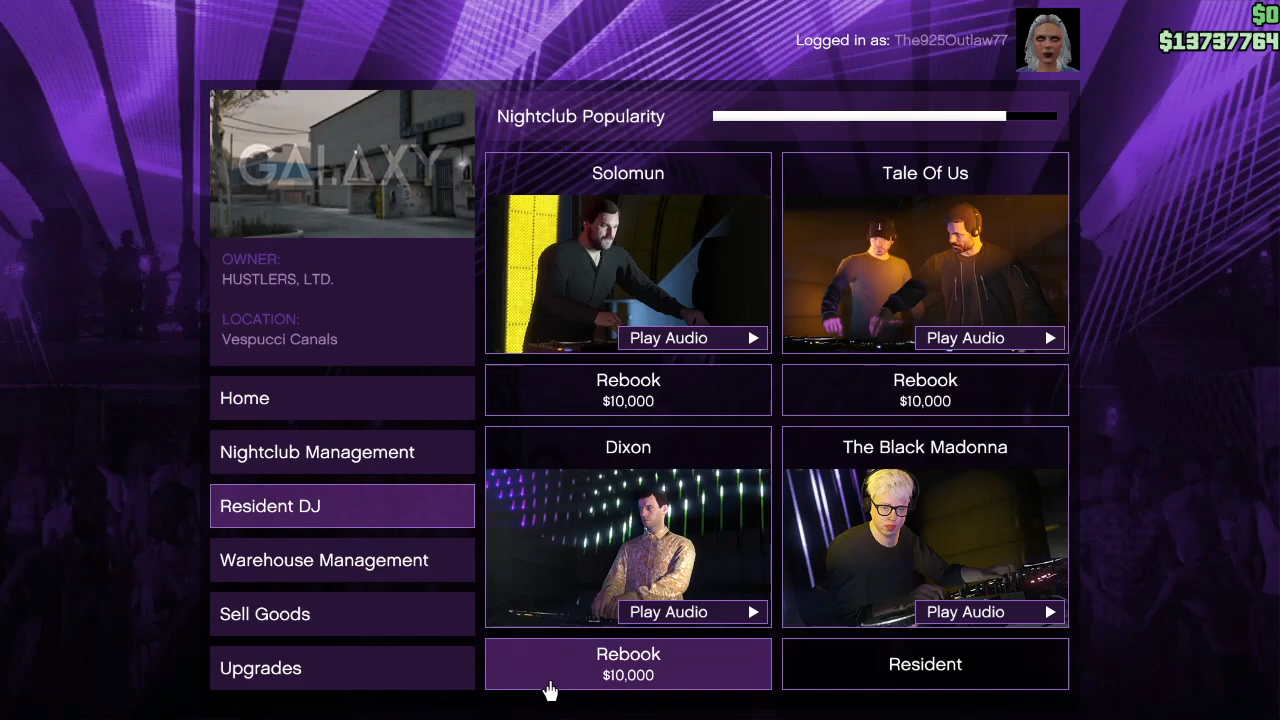 $0
Logged in as: The925Outlaw77
$13737764
GALAXY
Nightclub Popularity
OWNER:
HUSTLERS, LTD.
LOCATION:
Vespucci Canals
Home
Nightclub Management
Resident DJ
Warehouse Management
Sell Goods
Upgrades
Solomun
Play Audio
Rebook
$10,000
Tale Of Us
Play Audio
Rebook
$10,000
Dixon
Play Audio
Rebook
$10,000
The Black Madonna
Play Audio
Resident